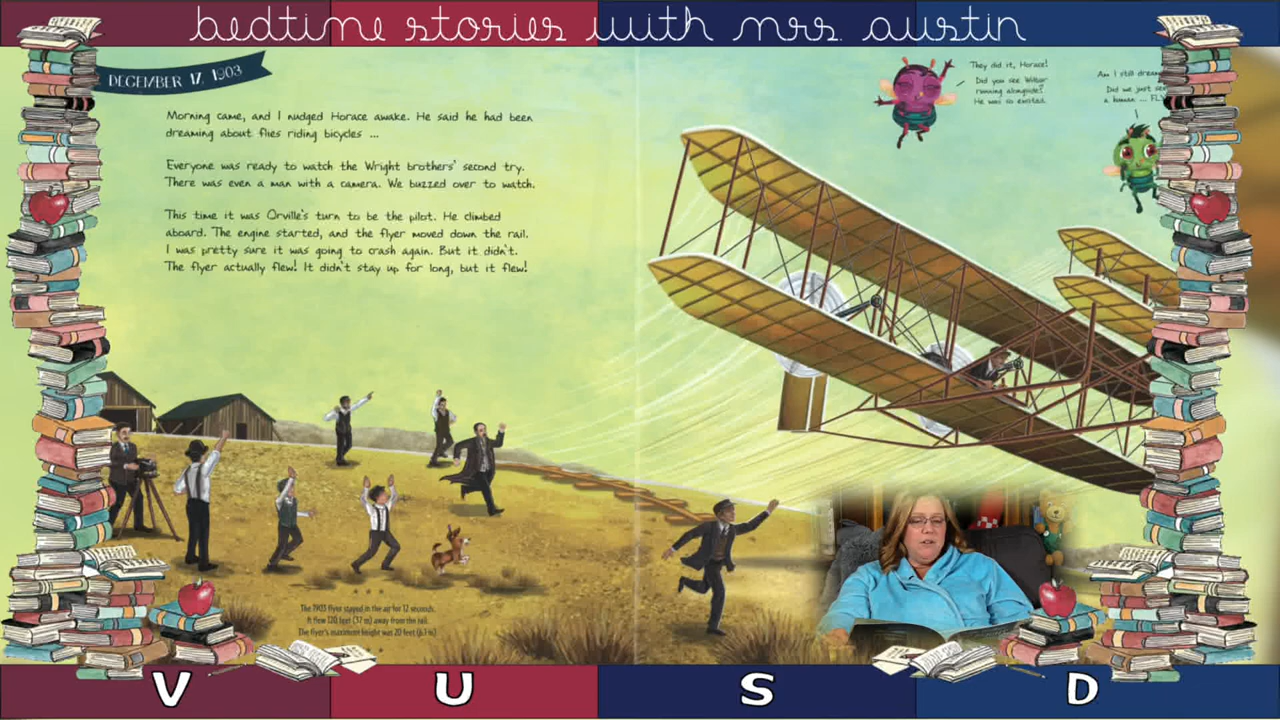 bedtime stories with mrs. austin
DECEMBER 17, 1903
Morning came, and I nudged Horace awake. He said he had been
dreaming about flies riding bicycles ...
Everyone was ready to watch the Wright brothers' second try.
There was even a man with a camera. We buzzed over to watch.
This time it was Orville's turn to be the pilot. He climbed
aboard. The engine started, and the flyer moved down the rail.
I was pretty sure it was going to crash again. But it didn't.
The flyer actually flew! It didn't stay up for long, but it flew!
They did it, Horace!
Did you see Wilbur
running alongside?
He was so excited.
Am I still
Did we just
a human ...
The 1903 flyer stayed in the air for 12 seconds.
It flew 120 feet (37 m) away from the rail.
The flyer's maximum height was 20 feet (6.1 m).
V U S D